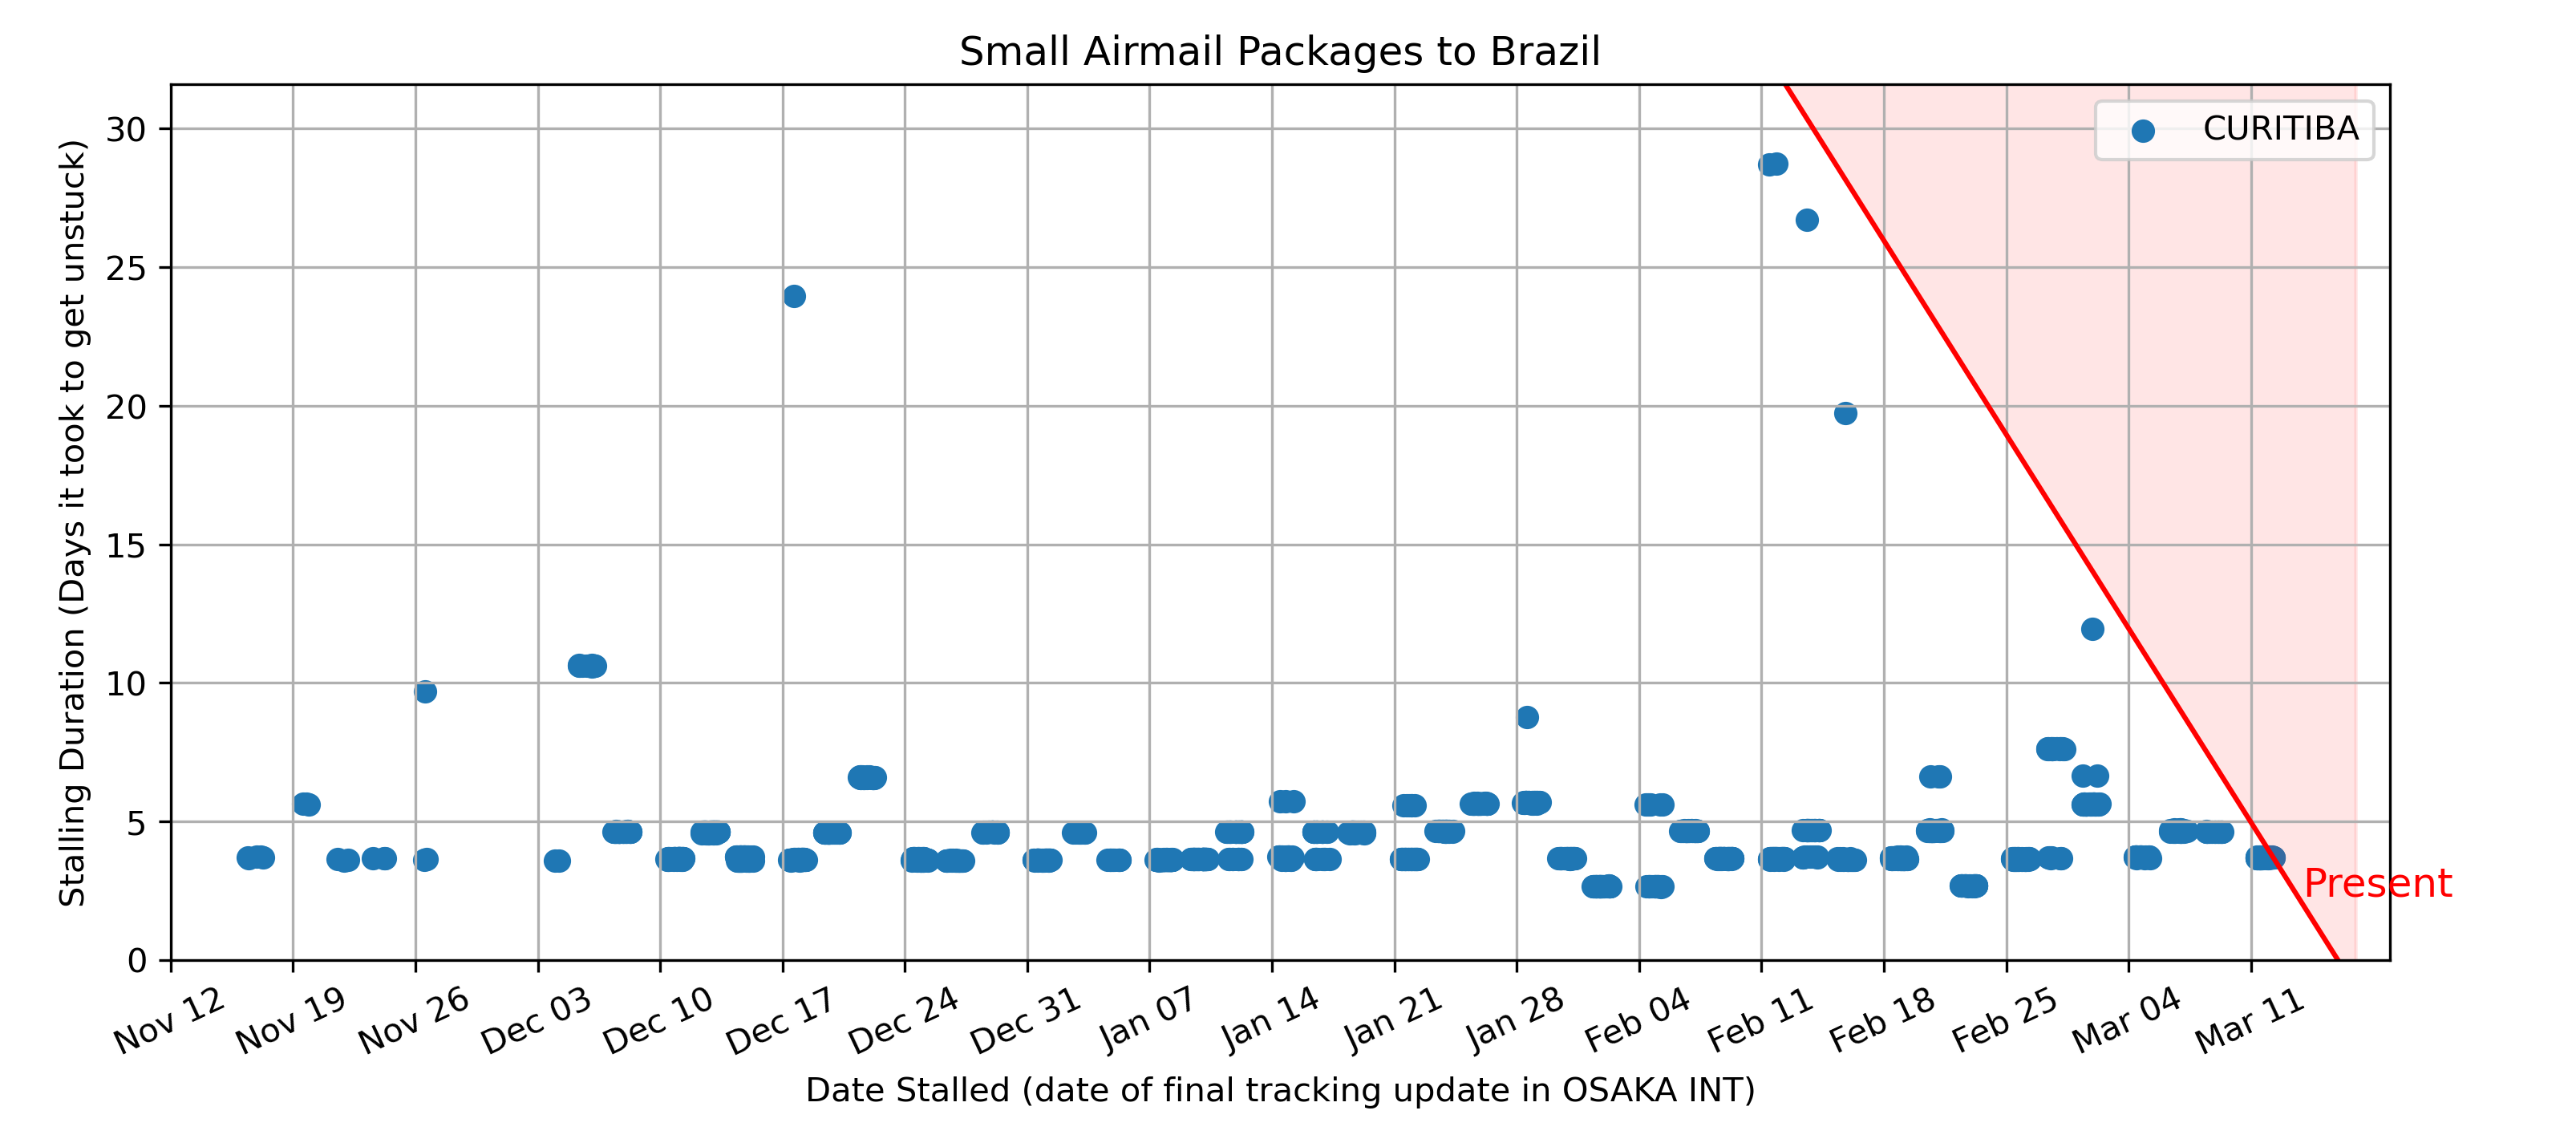 Small Airmail Packages to Brazil
CURITIBA
Stalling Duration (Days it took to get unstuck)
30
25
20
15
10
5
0
Present
Nov 12
Nov 19
Nov 26
Dec 03
Dec 10
Dec 17
Dec 24
Dec 31
Jan 07
Jan 14
Jan 21
Jan 28
Feb 04
Feb 11
Feb 18
Feb 25
Mar 04
Mar 11
Date Stalled (date of final tracking update in OSAKA INT)